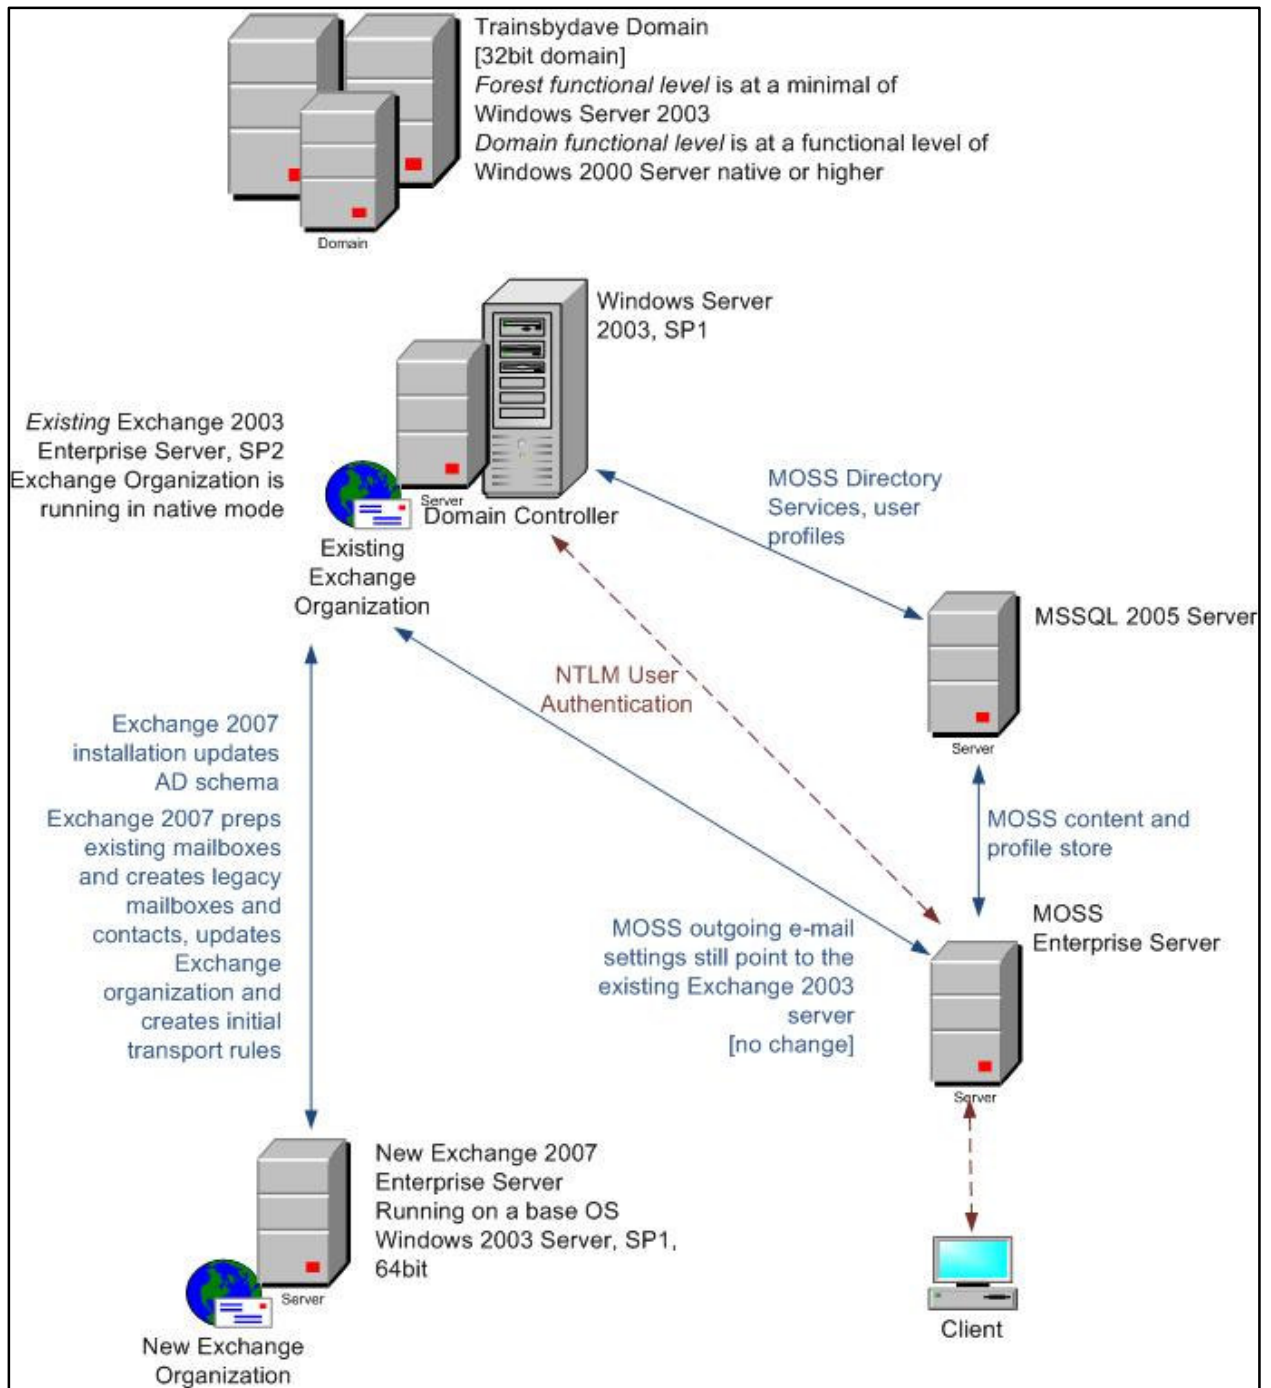 Trainsbydave Domain
[32bit domain]
Forest functional level is at a minimal of
Windows Server 2003
Domain functional level is at a functional level of
Windows 2000 Server native or higher
Domain
Windows Server
2003, SP1
Existing Exchange 2003
Enterprise Server, SP2
Exchange Organization is
running in native mode
Server
Domain Controller
Existing
Exchange
Organization
MOSS Directory
Services, user
profiles
MSSQL 2005 Server
Server
NTLM User
Authentication
Exchange 2007
installation updates
AD schema
Exchange 2007 preps
existing mailboxes
and creates legacy
mailboxes and
contacts, updates
Exchange
organization and
creates initial
transport rules
MOSS content and
profile store
MOSS
Enterprise Server
MOSS outgoing e-mail
settings still point to the
existing Exchange 2003
server
[no change]
Server
New Exchange 2007
Enterprise Server
Running on a base OS
Windows 2003 Server, SP1,
64bit
Server
New Exchange
Organization
Client